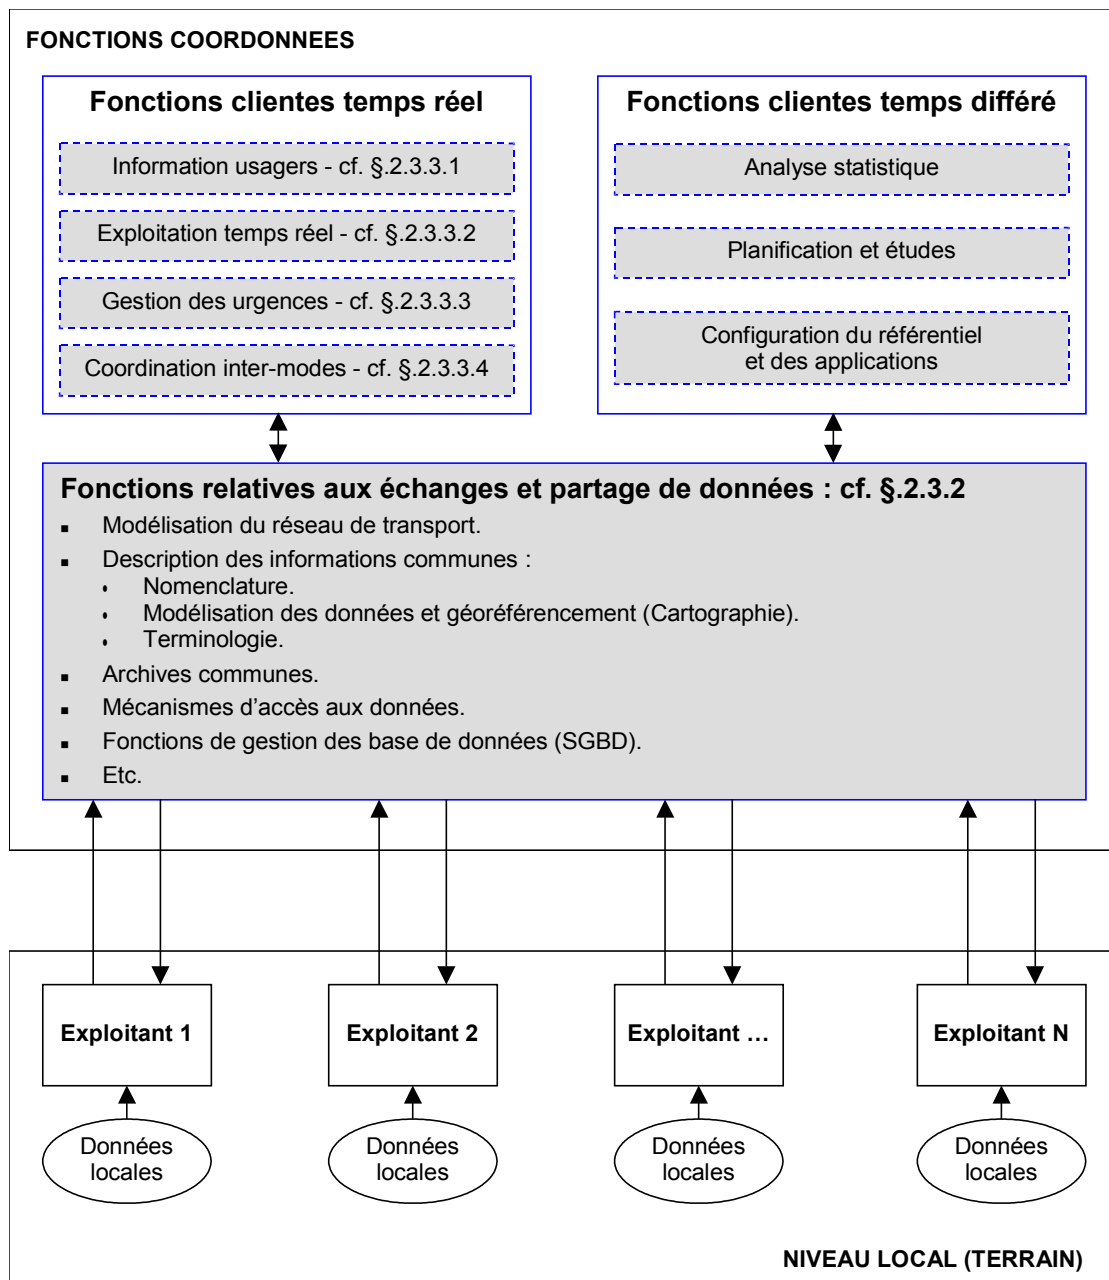 FONCTIONS COORDONNEES
Fonctions clientes temps réel
Information usagers - cf. §.2.3.3.1
Exploitation temps réel - cf. §.2.3.3.2
Gestion des urgences - cf. §.2.3.3.3
Coordination inter-modes - cf. §.2.3.3.4
Fonctions clientes temps différé
Analyse statistique
Planification et études
Configuration du référentiel
et des applications
Fonctions relatives aux échanges et partage de données : cf. §.2.3.2
▪ Modélisation du réseau de transport.
▪ Description des informations communes :
• Nomenclature.
• Modélisation des données et géoréférencement (Cartographie).
• Terminologie.
▪ Archives communes.
▪ Mécanismes d’accès aux données.
▪ Fonctions de gestion des base de données (SGBD).
▪ Etc.
Exploitant 1
Exploitant 2
Exploitant …
Exploitant N
Données
locales
Données
locales
Données
locales
Données
locales
NIVEAU LOCAL (TERRAIN)